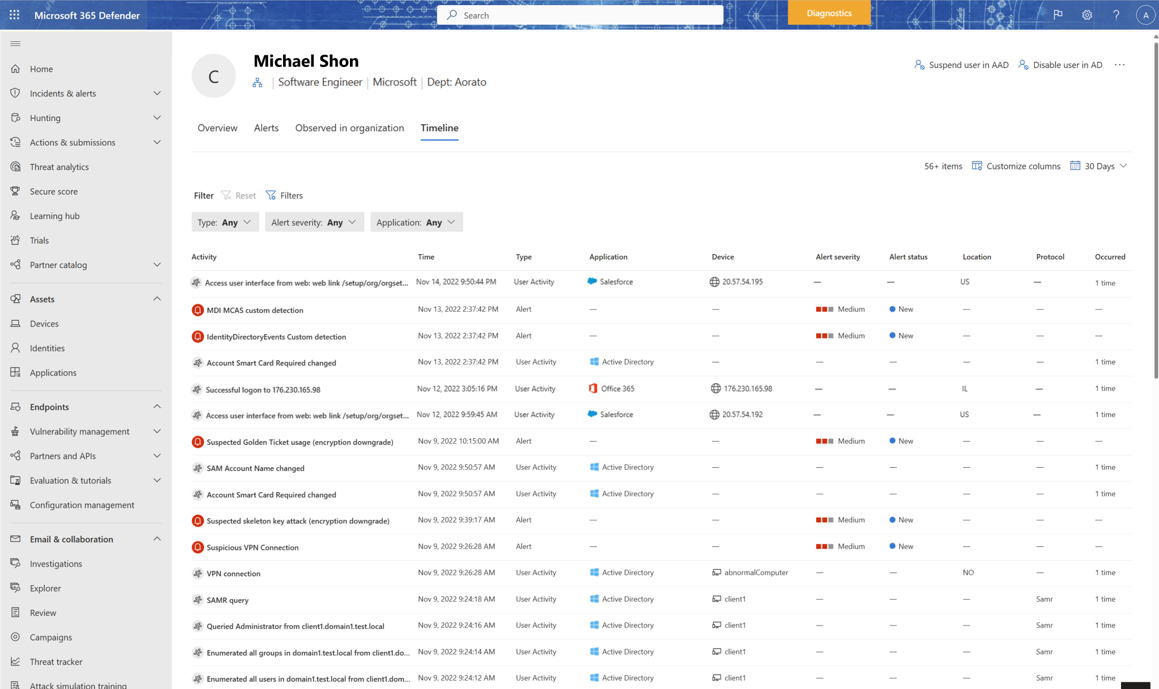 Microsoft 365 Defender
Search
Diagnostics
A
Home
Incidents & alerts
Hunting
Actions & submissions
Threat analytics
Secure score
Learning hub
Trials
Partner catalog
Assets
Devices
Identities
Applications
Endpoints
Vulnerability management
Partners and APIs
Evaluation & tutorials
Configuration management
Email & collaboration
Investigations
Explorer
Review
Campaigns
Threat tracker
Attack simulation training
C
Michael Shon
Software Engineer | Microsoft | Dept: Aorato
Suspend user in AAD Disable user in AD ...
Overview Alerts Observed in organization Timeline
56+ items Customize columns 30 Days
Filter Reset Filters
Type: Any Alert severity: Any Application: Any
Activity Time Type Application Device Alert severity Alert status Location Protocol Occurred
Access user interface from web: web link /setup/org/orgset... Nov 14, 2022 9:50:44 PM User Activity Salesforce 20.57.54.195 — — US — 1 time
MDI MCAS custom detection Nov 13, 2022 2:37:42 PM Alert — — Medium New — — —
IdentityDirectoryEvents Custom detection Nov 13, 2022 2:37:42 PM Alert — — Medium New — — —
Account Smart Card Required changed Nov 13, 2022 2:37:42 PM User Activity Active Directory — — — — — 1 time
Successful logon to 176.230.165.98 Nov 12, 2022 3:05:16 PM User Activity Office 365 176.230.165.98 — — IL — 1 time
Access user interface from web: web link /setup/org/orgset... Nov 12, 2022 9:59:45 AM User Activity Salesforce 20.57.54.192 — — US — 1 time
Suspected Golden Ticket usage (encryption downgrade) Nov 9, 2022 10:15:00 AM Alert — — Medium New — — —
SAM Account Name changed Nov 9, 2022 9:50:57 AM User Activity Active Directory — — — — — 1 time
Account Smart Card Required changed Nov 9, 2022 9:50:57 AM User Activity Active Directory — — — — — 1 time
Suspected skeleton key attack (encryption downgrade) Nov 9, 2022 9:39:17 AM Alert — — Medium New — — —
Suspicious VPN Connection Nov 9, 2022 9:26:28 AM Alert — — Medium New — — —
VPN connection Nov 9, 2022 9:26:28 AM User Activity Active Directory abnormalComputer — — NO — 1 time
SAMR query Nov 9, 2022 9:24:18 AM User Activity Active Directory client1 — — — Samr 1 time
Queried Administrator from client1.domain1.test.local Nov 9, 2022 9:24:16 AM User Activity Active Directory client1 — — — Samr 1 time
Enumerated all groups in domain1.test.local from client1.do... Nov 9, 2022 9:24:14 AM User Activity Active Directory client1 — — — Samr 1 time
Enumerated all users in domain1.test.local from client1.dom... Nov 9, 2022 9:24:12 AM User Activity Active Directory client1 — — — Samr 1 time